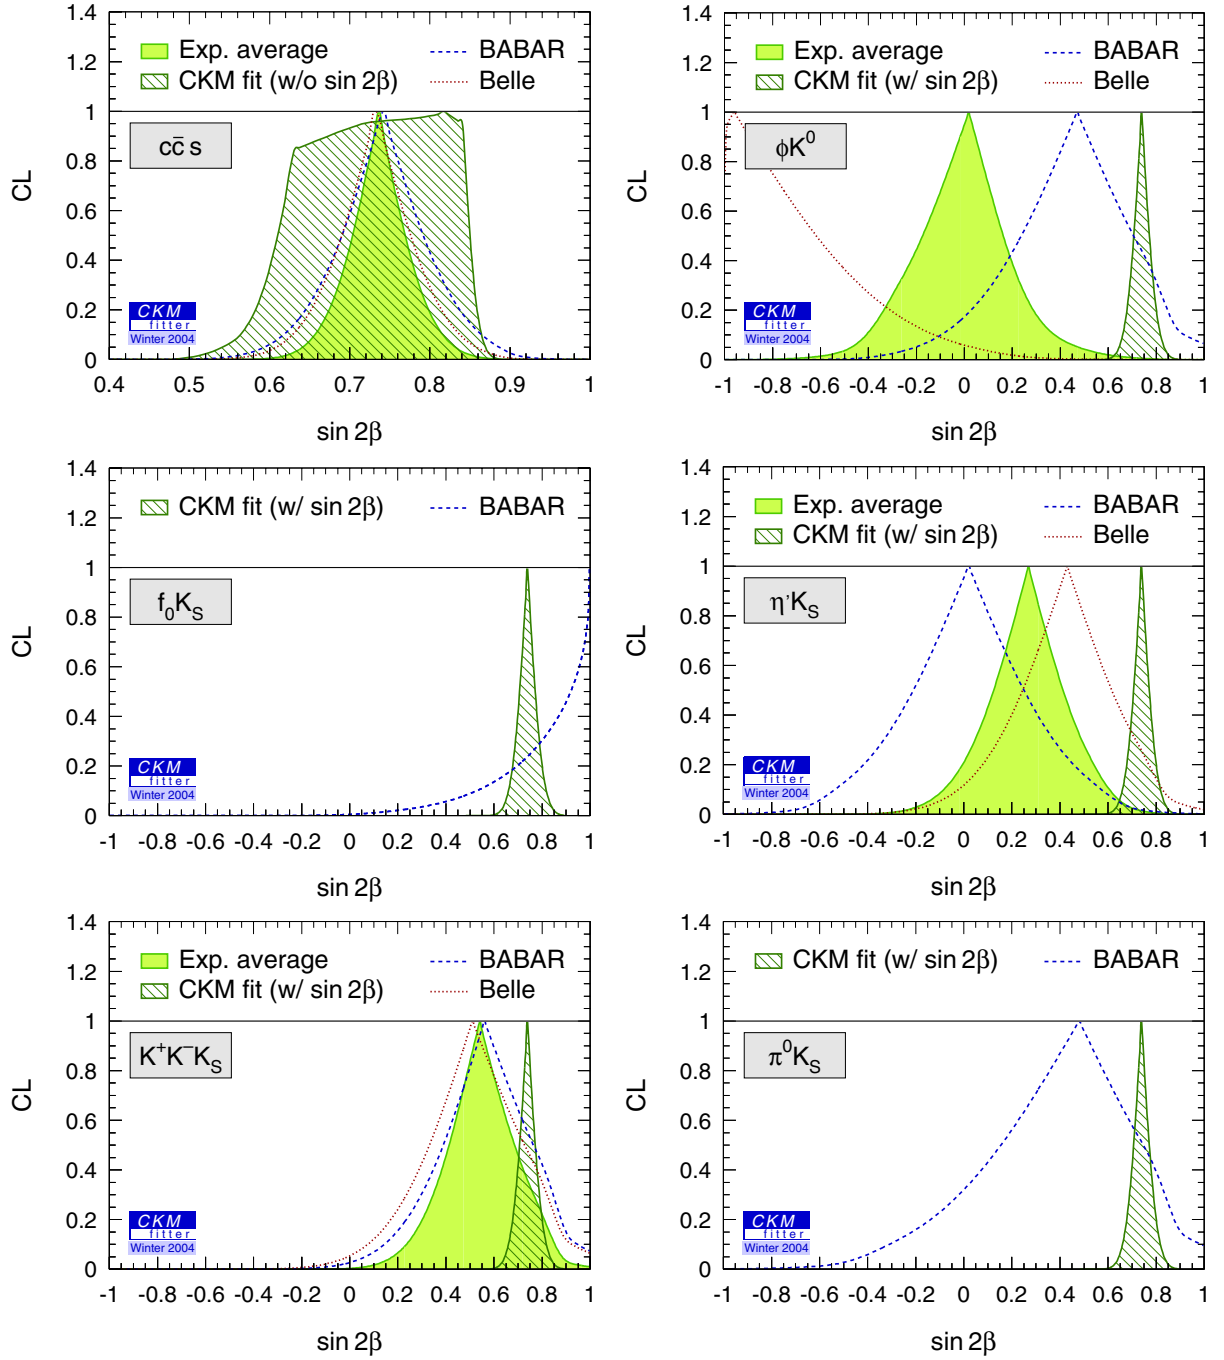 1.4
1.2
1
0.8
0.6
0.4
0.2
0
CL
Exp. average
CKM fit (w/o sin 2β)
BABAR
Belle
cc̄ s
CKM
fitter
Winter 2004
0.4 0.5 0.6 0.7 0.8 0.9 1
sin 2β
1.4
1.2
1
0.8
0.6
0.4
0.2
0
CL
Exp. average
CKM fit (w/ sin 2β)
BABAR
Belle
ϕK⁰
CKM
fitter
Winter 2004
-1 -0.8 -0.6 -0.4 -0.2 0 0.2 0.4 0.6 0.8 1
sin 2β
1.4
1.2
1
0.8
0.6
0.4
0.2
0
CL
CKM fit (w/ sin 2β)
BABAR
f₀K_S
CKM
fitter
Winter 2004
-1 -0.8 -0.6 -0.4 -0.2 0 0.2 0.4 0.6 0.8 1
sin 2β
1.4
1.2
1
0.8
0.6
0.4
0.2
0
CL
Exp. average
CKM fit (w/ sin 2β)
BABAR
Belle
η'K_S
CKM
fitter
Winter 2004
-1 -0.8 -0.6 -0.4 -0.2 0 0.2 0.4 0.6 0.8 1
sin 2β
1.4
1.2
1
0.8
0.6
0.4
0.2
0
CL
Exp. average
CKM fit (w/ sin 2β)
BABAR
Belle
K⁺K⁻K_S
CKM
fitter
Winter 2004
-1 -0.8 -0.6 -0.4 -0.2 0 0.2 0.4 0.6 0.8 1
sin 2β
1.4
1.2
1
0.8
0.6
0.4
0.2
0
CL
CKM fit (w/ sin 2β)
BABAR
π⁰K_S
CKM
fitter
Winter 2004
-1 -0.8 -0.6 -0.4 -0.2 0 0.2 0.4 0.6 0.8 1
sin 2β